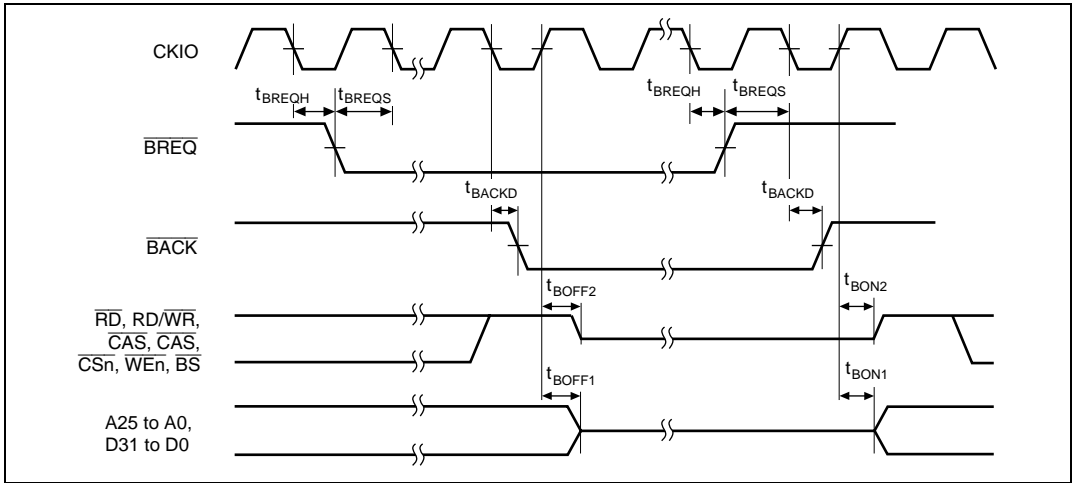 CKIO
tBREQH tBREQS tBREQH tBREQS
BREQ
tBACKD tBACKD
BACK
tBOFF2 tBON2
RD, RD/WR,
CAS, CAS,
CSn, WEn, BS
tBOFF1 tBON1
A25 to A0,
D31 to D0